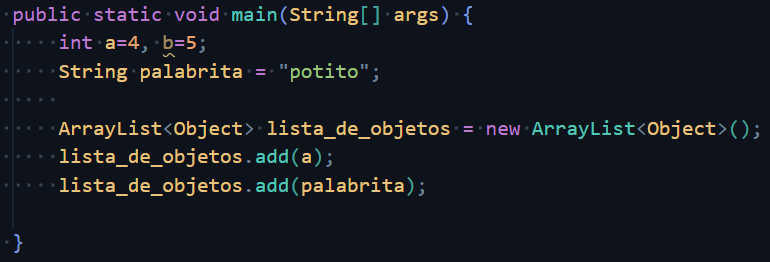 public static void main(String[] args) {
int a=4, b=5;
String palabrita = "potito";
ArrayList<Object> lista_de_objetos = new ArrayList<Object>();
lista_de_objetos.add(a);
lista_de_objetos.add(palabrita);
}